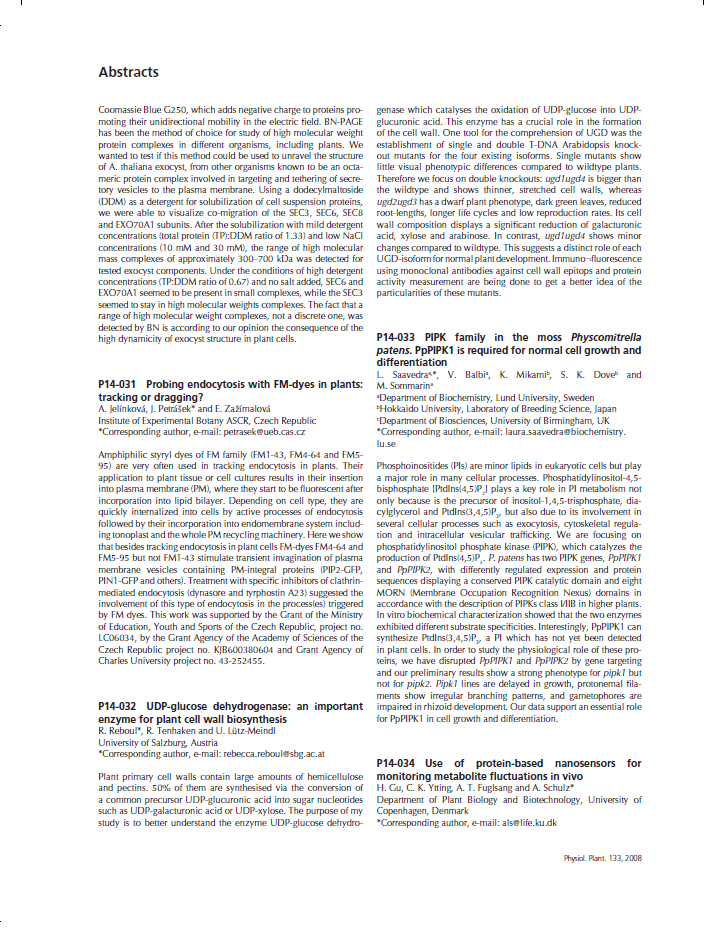 Abstracts
Coomassie Blue G250, which adds negative charge to proteins pro-
moting their unidirectional mobility in the electric field. BN-PAGE
has been the method of choice for study of high molecular weight
protein complexes in different organisms, including plants. We
wanted to test if this method could be used to unravel the structure
of A. thaliana exocyst, from other organisms known to be an octa-
meric protein complex involved in targeting and tethering of secre-
tory vesicles to the plasma membrane. Using a dodecylmaltoside
(DDM) as a detergent for solubilization of cell suspension proteins,
we were able to visualize co-migration of the SEC3, SEC6, SEC8
and EXO70A1 subunits. After the solubilization with mild detergent
concentrations (total protein (TP):DDM ratio of 1.33) and low NaCl
concentrations (10 mM and 30 mM), the range of high molecular
mass complexes of approximately 300–700 kDa was detected for
tested exocyst components. Under the conditions of high detergent
concentrations (TP:DDM ratio of 0.67) and no salt added, SEC6 and
EXO70A1 seemed to be present in small complexes, while the SEC3
seemed to stay in high molecular weights complexes. The fact that a
range of high molecular weight complexes, not a discrete one, was
detected by BN is according to our opinion the consequence of the
high dynamicity of exocyst structure in plant cells.
P14-031 Probing endocytosis with FM-dyes in plants:
tracking or dragging?
A. Jelínková, J. Petrášek* and E. Zažímalová
Institute of Experimental Botany ASCR, Czech Republic
*Corresponding author, e-mail: petrasek@ueb.cas.cz
Amphiphilic styryl dyes of FM family (FM1-43, FM4-64 and FM5-
95) are very often used in tracking endocytosis in plants. Their
application to plant tissue or cell cultures results in their insertion
into plasma membrane (PM), where they start to be fluorescent after
incorporation into lipid bilayer. Depending on cell type, they are
quickly internalized into cells by active processes of endocytosis
followed by their incorporation into endomembrane system includ-
ing tonoplast and the whole PM recycling machinery. Here we show
that besides tracking endocytosis in plant cells FM-dyes FM4-64 and
FM5-95 but not FM1-43 stimulate transient invagination of plasma
membrane vesicles containing PM-integral proteins (PIP2-GFP,
PIN1-GFP and others). Treatment with specific inhibitors of clathrin-
mediated endocytosis (dynasore and tyrphostin A23) suggested the
involvement of this type of endocytosis in the process(es) triggered
by FM dyes. This work was supported by the Grant of the Ministry
of Education, Youth and Sports of the Czech Republic, project no.
LC06034, by the Grant Agency of the Academy of Sciences of the
Czech Republic project no. KJB600380604 and Grant Agency of
Charles University project no. 43-252455.
P14-032 UDP-glucose dehydrogenase: an important
enzyme for plant cell wall biosynthesis
R. Reboul*, R. Tenhaken and U. Lütz-Meindl
University of Salzburg, Austria
*Corresponding author, e-mail: rebecca.reboul@sbg.ac.at
Plant primary cell walls contain large amounts of hemicellulose
and pectins. 50% of them are synthesised via the conversion of
a common precursor UDP-glucuronic acid into sugar nucleotides
such as UDP-galacturonic acid or UDP-xylose. The purpose of my
study is to better understand the enzyme UDP-glucose dehydro-
genase which catalyses the oxidation of UDP-glucose into UDP-
glucuronic acid. This enzyme has a crucial role in the formation
of the cell wall. One tool for the comprehension of UGD was the
establishment of single and double T-DNA Arabidopsis knock-
out mutants for the four existing isoforms. Single mutants show
little visual phenotypic differences compared to wildtype plants.
Therefore we focus on double knockouts: ugd1ugd4 is bigger than
the wildtype and shows thinner, stretched cell walls, whereas
ugd2ugd3 has a dwarf plant phenotype, dark green leaves, reduced
root-lengths, longer life cycles and low reproduction rates. Its cell
wall composition displays a significant reduction of galacturonic
acid, xylose and arabinose. In contrast, ugd1ugd4 shows minor
changes compared to wildtype. This suggests a distinct role of each
UGD-isoform for normal plant development. Immuno¬fluorescence
using monoclonal antibodies against cell wall epitops and protein
activity measurement are being done to get a better idea of the
particularities of these mutants.
P14-033 PIPK family in the moss Physcomitrella
patens. PpPIPK1 is required for normal cell growth and
differentiation
L. Saavedraᵃ,*, V. Balbiᵃ, K. Mikamiᵇ, S. K. Doveᵇ and
M. Sommarinᵃ
ᵃDepartment of Biochemistry, Lund University, Sweden
ᵇHokkaido University, Laboratory of Breeding Science, Japan
ᶜDepartment of Biosciences, University of Birmingham, UK
*Corresponding author, e-mail: laura.saavedra@biochemistry.
lu.se
Phosphoinositides (PIs) are minor lipids in eukaryotic cells but play
a major role in many cellular processes. Phosphatidylinositol-4,5-
bisphosphate [PtdIns(4,5)P₂] plays a key role in PI metabolism not
only because is the precursor of inositol-1,4,5-trisphosphate, dia-
cylglycerol and PtdIns(3,4,5)P₃, but also due to its involvement in
several cellular processes such as exocytosis, cytoskeletal regula-
tion and intracellular vesicular trafficking. We are focusing on
phosphatidylinositol phosphate kinase (PIPK), which catalyzes the
production of PtdIns(4,5)P₂. P. patens has two PIPK genes, PpPIPK1
and PpPIPK2, with differently regulated expression and protein
sequences displaying a conserved PIPK catalytic domain and eight
MORN (Membrane Occupation Recognition Nexus) domains in
accordance with the description of PIPKs class I/IIB in higher plants.
In vitro biochemical characterization showed that the two enzymes
exhibited different substrate specificities. Interestingly, PpPIPK1 can
synthesize PtdIns(3,4,5)P₃, a PI which has not yet been detected
in plant cells. In order to study the physiological role of these pro-
teins, we have disrupted PpPIPK1 and PpPIPK2 by gene targeting
and our preliminary results show a strong phenotype for pipk1 but
not for pipk2. Pipk1 lines are delayed in growth, protonemal fila-
ments show irregular branching patterns, and gametophores are
impaired in rhizoid development. Our data support an essential role
for PpPIPK1 in cell growth and differentiation.
P14-034 Use of protein-based nanosensors for
monitoring metabolite fluctuations in vivo
H. Gu, C. K. Ytting, A. T. Fuglsang and A. Schulz*
Department of Plant Biology and Biotechnology, University of
Copenhagen, Denmark
*Corresponding author, e-mail: als@life.ku.dk
Physiol. Plant. 133, 2008